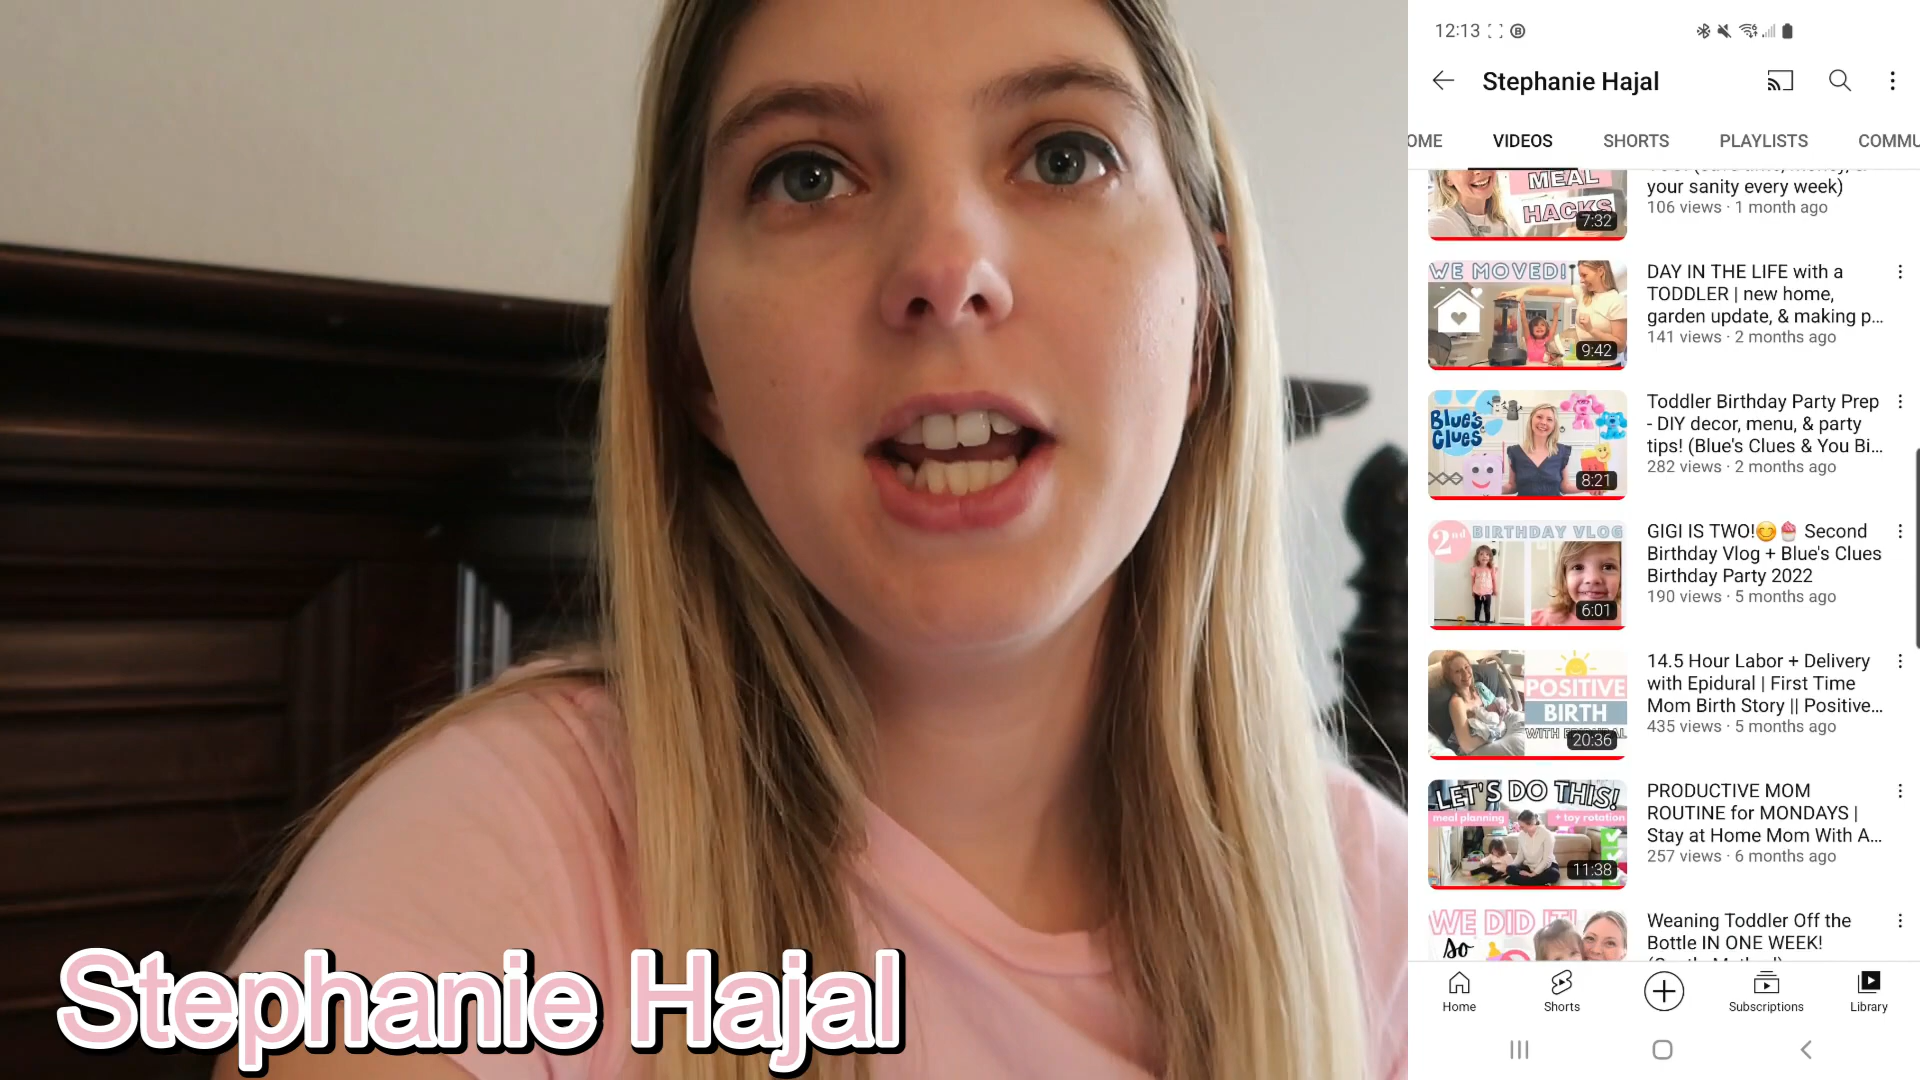 12:13
Stephanie Hajal
OME VIDEOS SHORTS PLAYLISTS COMMU
MEAL
HACKS
7:32
your sanity every week)
106 views · 1 month ago
WE MOVED!
9:42
DAY IN THE LIFE with a
TODDLER | new home,
garden update, & making p...
141 views · 2 months ago
BLUE'S
CLUES
8:21
Toddler Birthday Party Prep
- DIY decor, menu, & party
tips! (Blue's Clues & You Bi...
282 views · 2 months ago
2nd BIRTHDAY VLOG
6:01
GIGI IS TWO!😊🧁 Second
Birthday Vlog + Blue's Clues
Birthday Party 2022
190 views · 5 months ago
POSITIVE
BIRTH
WITH EPIDURAL
20:36
14.5 Hour Labor + Delivery
with Epidural | First Time
Mom Birth Story || Positive...
435 views · 5 months ago
LET'S DO THIS!
meal planning + toy rotation
11:38
PRODUCTIVE MOM
ROUTINE for MONDAYS |
Stay at Home Mom With A...
257 views · 6 months ago
WE DID IT!
so
Weaning Toddler Off the
Bottle IN ONE WEEK!
Home Shorts Subscriptions Library
Stephanie Hajal